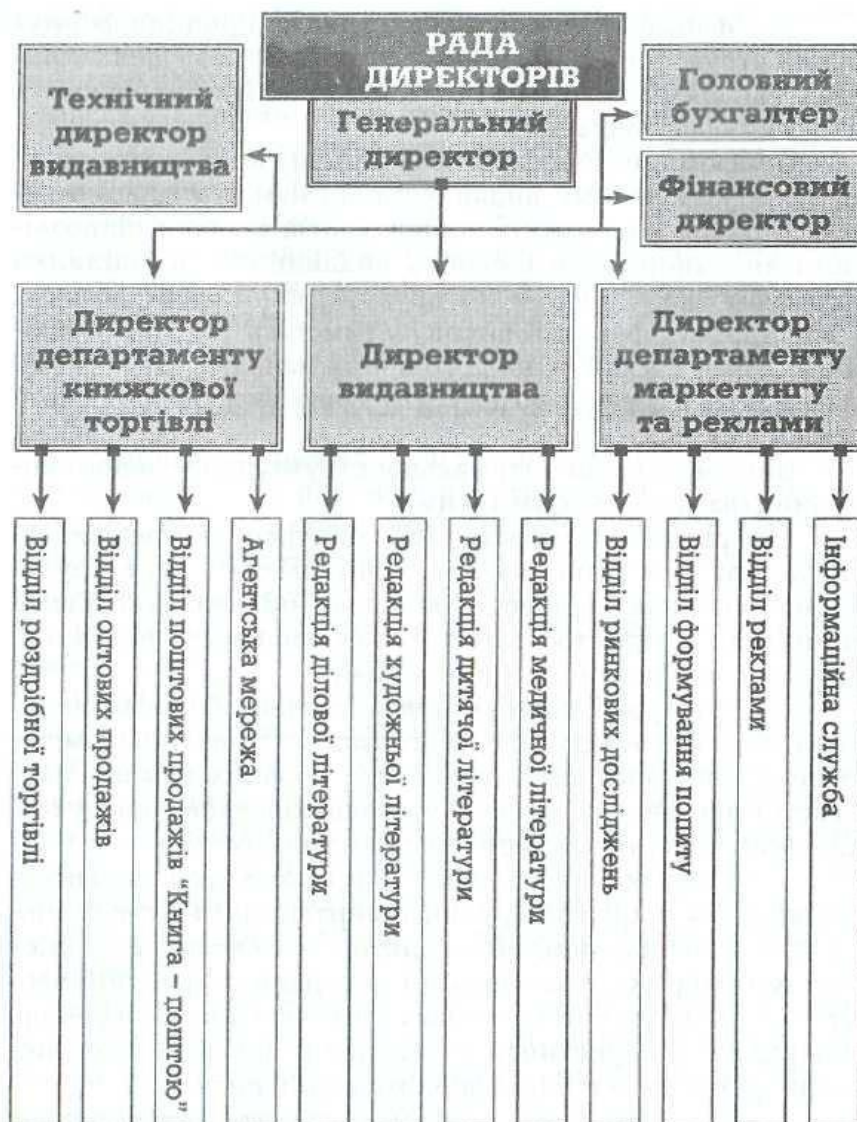 РАДА
ДИРЕКТОРІВ
Технічний
директор
видавництва
Генеральний
директор
Головний
бухгалтер
Фінансовий
директор
Директор
департаменту
книжкової
торгівлі
Директор
видавництва
Директор
департаменту
маркетингу
та реклами
Відділ роздрібної торгівлі
Відділ оптових продажів
Відділ поштових продажів "Книга – поштою"
Агентська мережа
Редакція ділової літератури
Редакція художньої літератури
Редакція дитячої літератури
Редакція медичної літератури
Відділ ринкових досліджень
Відділ формування попиту
Відділ реклами
Інформаційна служба